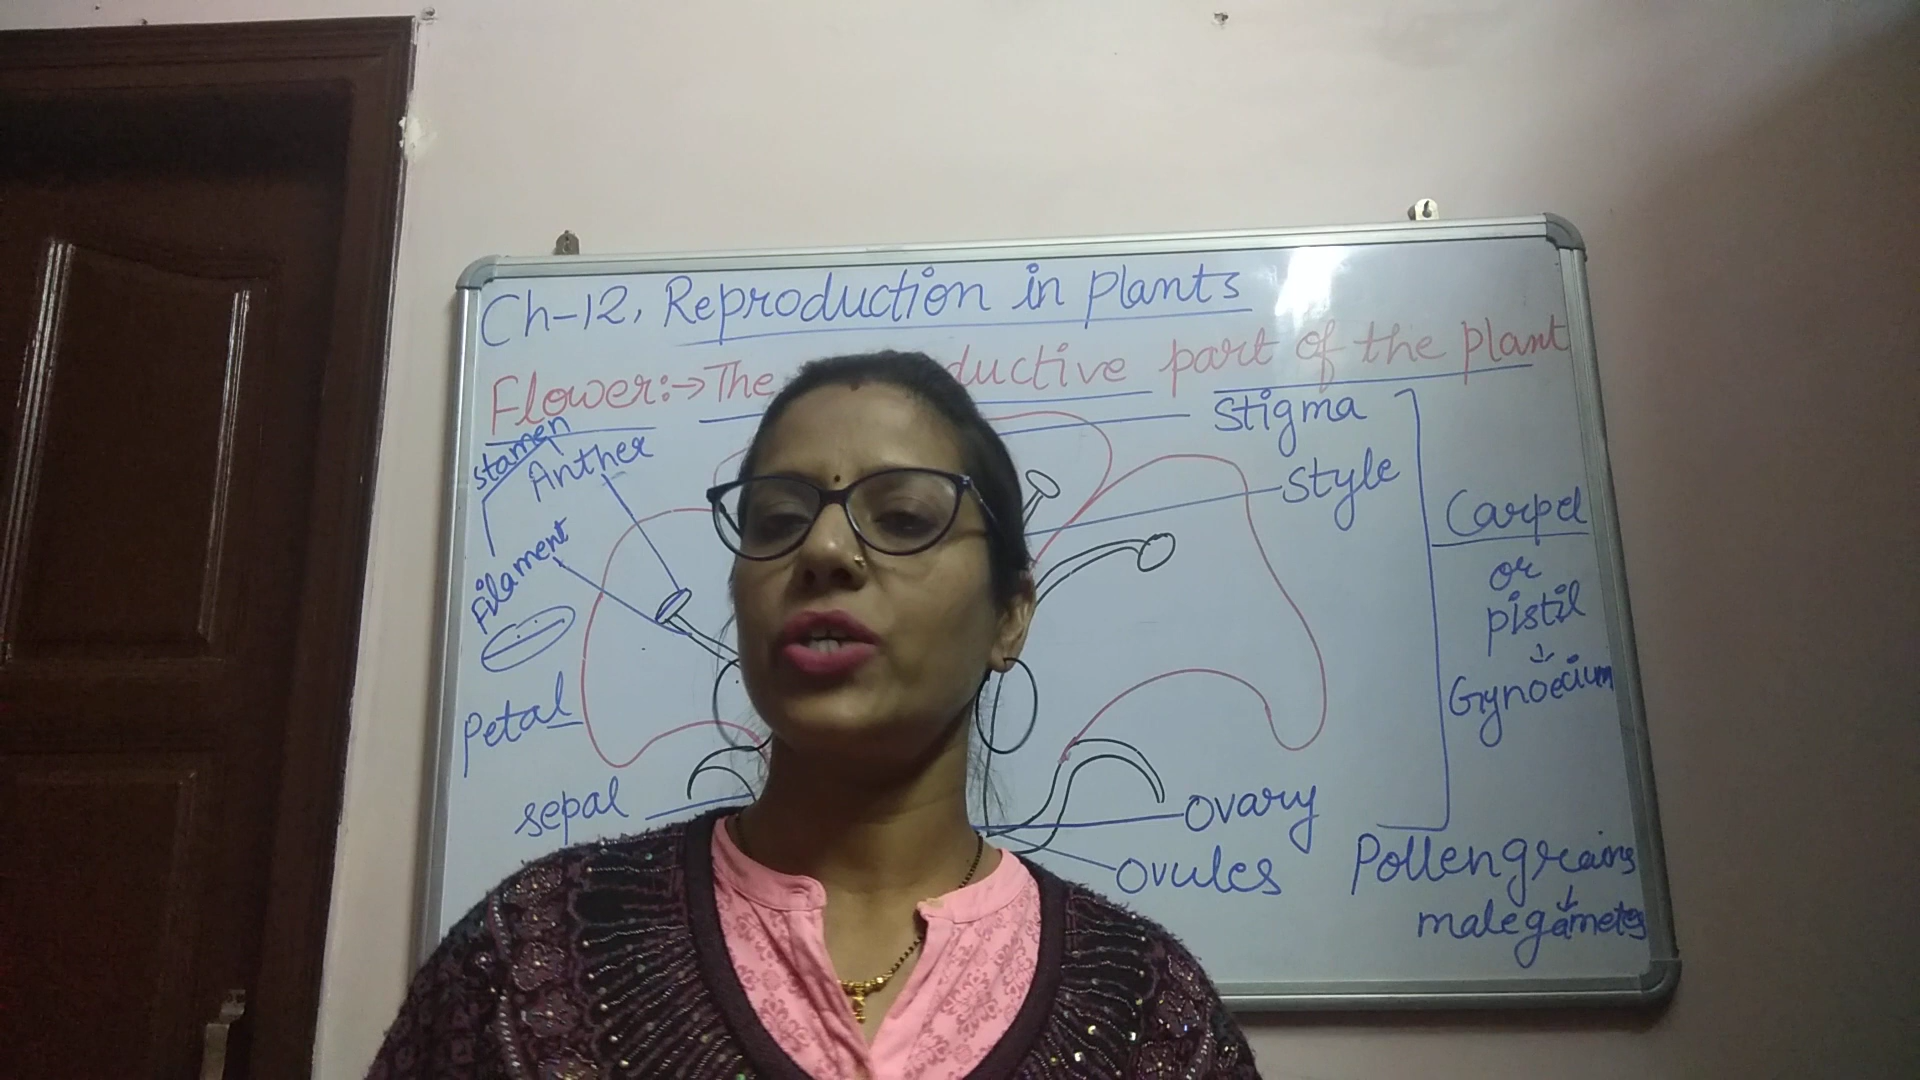 Ch-12, Reproduction in plants
Flower:→ The ductive part of the plant
stamen
Anther
Filament
Petal
sepal
Stigma
Style
Carpel
or
pistil
↓
Gynoecium
Ovary
Ovules
Pollengrains
↓
malegametes